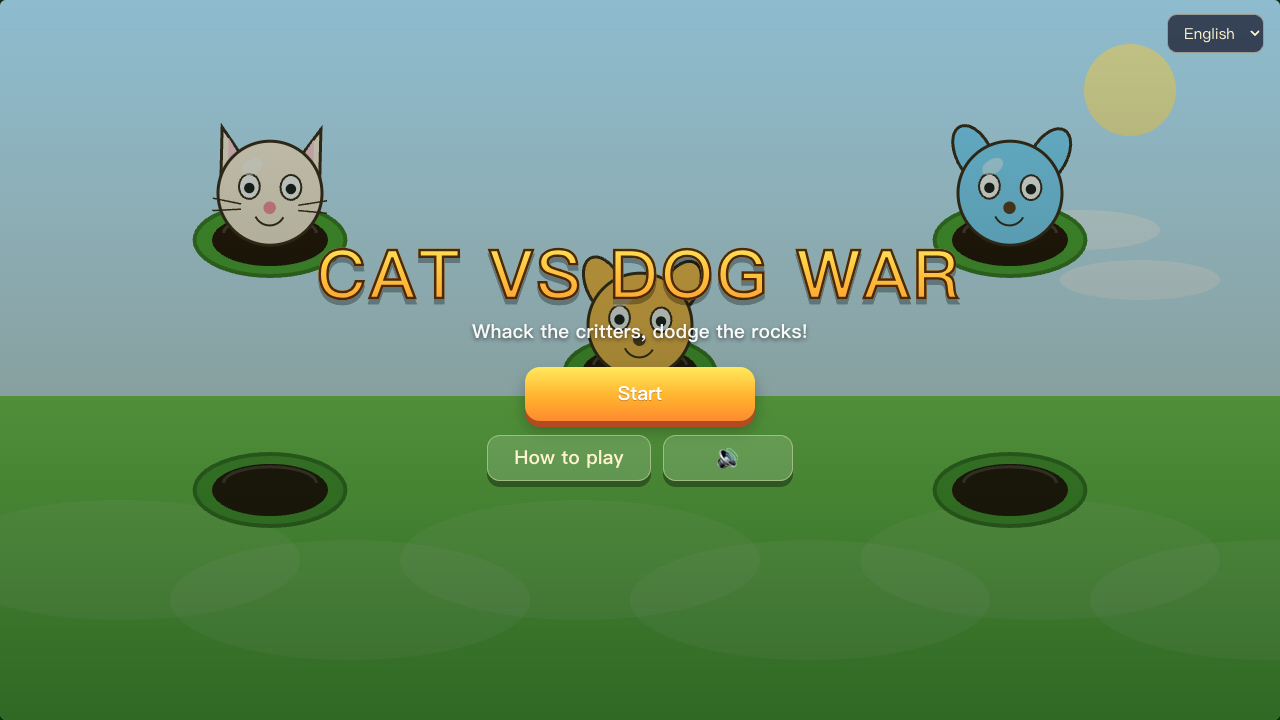 English
CAT VS DOG WAR
Whack the critters, dodge the rocks!
Start
How to play